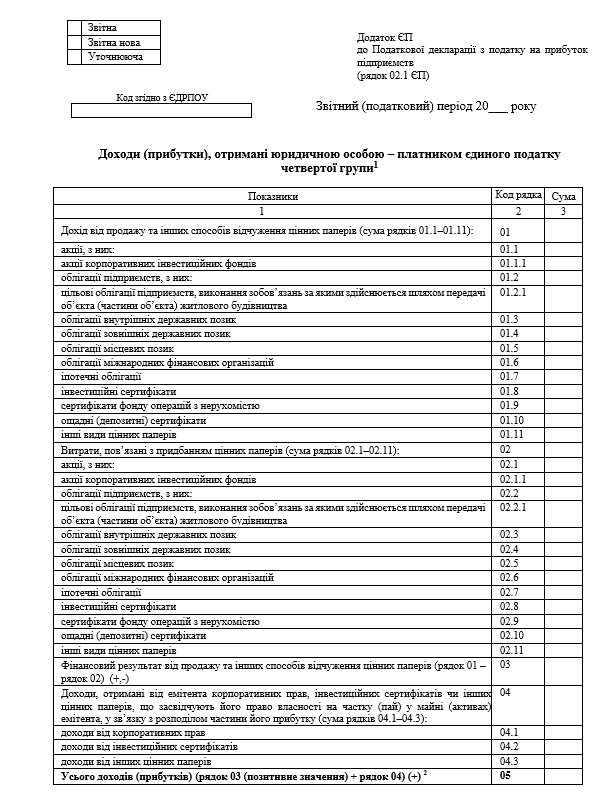 Звітна
Звітна нова
Уточнююча
Додаток ЄП
до Податкової декларації з податку на прибуток
підприємств
(рядок 02.1 ЄП)
Код згідно з ЄДРПОУ
Звітний (податковий) період 20___ року
Доходи (прибутки), отримані юридичною особою – платником єдиного податку
четвертої групи¹
Показники Код рядка Сума
1 2 3
Дохід від продажу та інших способів відчуження цінних паперів (сума рядків 01.1–01.11): 01
акції, з них: 01.1
акції корпоративних інвестиційних фондів 01.1.1
облігації підприємств, з них: 01.2
цільові облігації підприємств, виконання зобов’язань за якими здійснюється шляхом передачі 01.2.1
об’єкта (частини об’єкта) житлового будівництва
облігації внутрішніх державних позик 01.3
облігації зовнішніх державних позик 01.4
облігації місцевих позик 01.5
облігації міжнародних фінансових організацій 01.6
іпотечні облігації 01.7
інвестиційні сертифікати 01.8
сертифікати фонду операцій з нерухомістю 01.9
ощадні (депозитні) сертифікати 01.10
інші види цінних паперів 01.11
Витрати, пов’язані з придбанням цінних паперів (сума рядків 02.1–02.11): 02
акції, з них: 02.1
акції корпоративних інвестиційних фондів 02.1.1
облігації підприємств, з них: 02.2
цільові облігації підприємств, виконання зобов’язань за якими здійснюється шляхом передачі 02.2.1
об’єкта (частини об’єкта) житлового будівництва
облігації внутрішніх державних позик 02.3
облігації зовнішніх державних позик 02.4
облігації місцевих позик 02.5
облігації міжнародних фінансових організацій 02.6
іпотечні облігації 02.7
інвестиційні сертифікати 02.8
сертифікати фонду операцій з нерухомістю 02.9
ощадні (депозитні) сертифікати 02.10
інші види цінних паперів 02.11
Фінансовий результат від продажу та інших способів відчуження цінних паперів (рядок 01 – 03
рядок 02) (+,-)
Доходи, отримані від емітента корпоративних прав, інвестиційних сертифікатів чи інших 04
цінних паперів, що засвідчують його право власності на частку (пай) у майні (активах)
емітента, у зв’язку з розподілом частини його прибутку (сума рядків 04.1–04.3):
доходи від корпоративних прав 04.1
доходи від інвестиційних сертифікатів 04.2
доходи від інших цінних паперів 04.3
Усього доходів (прибутків) (рядок 03 (позитивне значення) + рядок 04) (+) ² 05